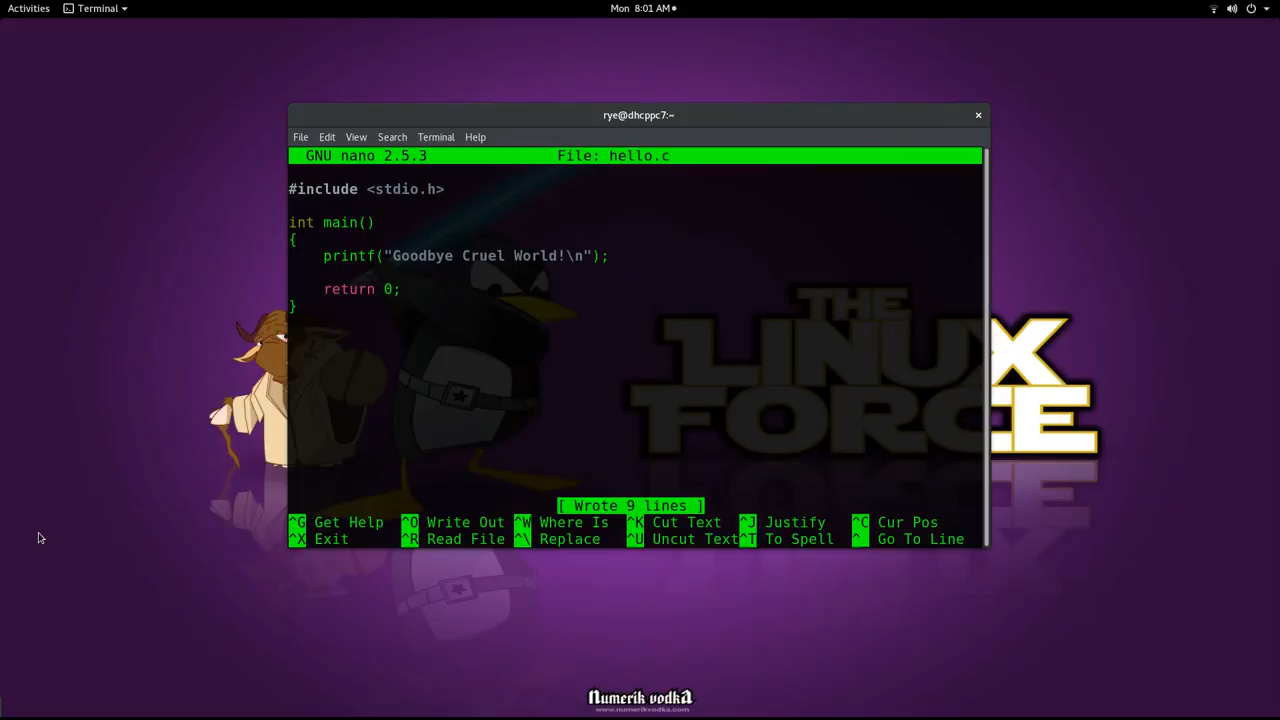 Activities Terminal Mon 8:01 AM
rye@dhcppc7:~
File Edit View Search Terminal Help
GNU nano 2.5.3 File: hello.c
#include <stdio.h>
int main()
{
printf("Goodbye Cruel World!\n");
return 0;
}
THE
LINUX
FORCE
[ Wrote 9 lines ]
^G Get Help ^O Write Out ^W Where Is ^K Cut Text ^J Justify ^C Cur Pos
^X Exit ^R Read File ^\ Replace ^U Uncut Text ^T To Spell ^_ Go To Line
Numerik vodkA
www.numerikvodka.com